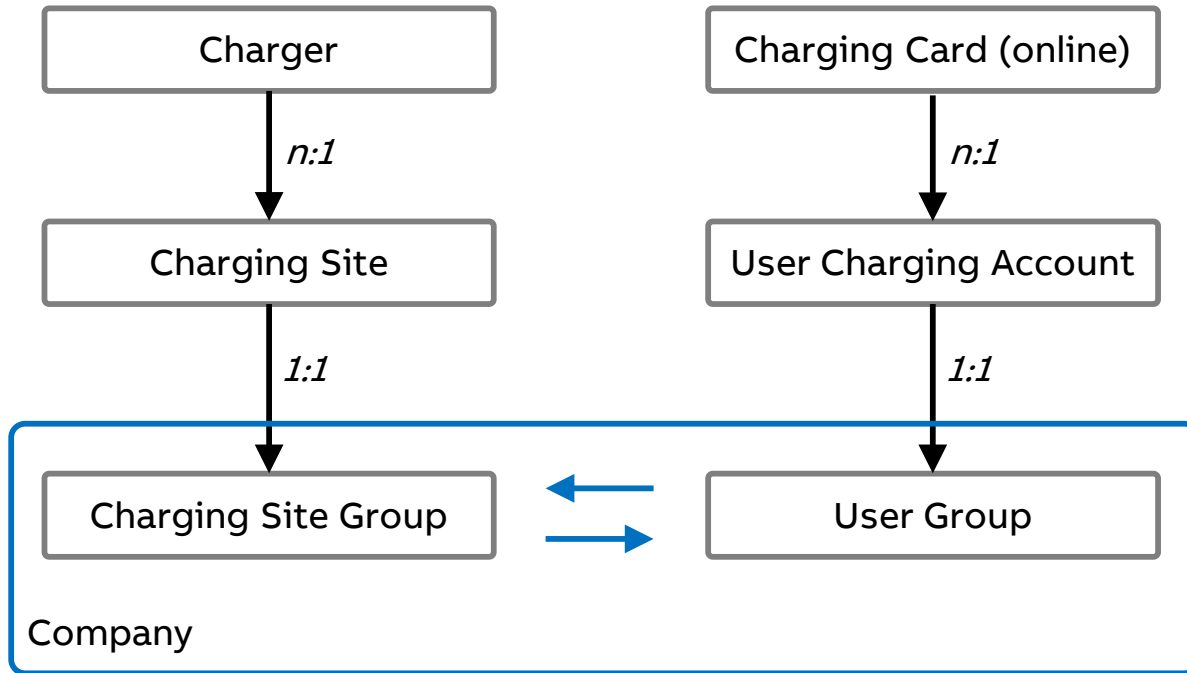 Charger
Charging Card (online)
n:1
n:1
Charging Site
User Charging Account
1:1
1:1
Charging Site Group
User Group
Company